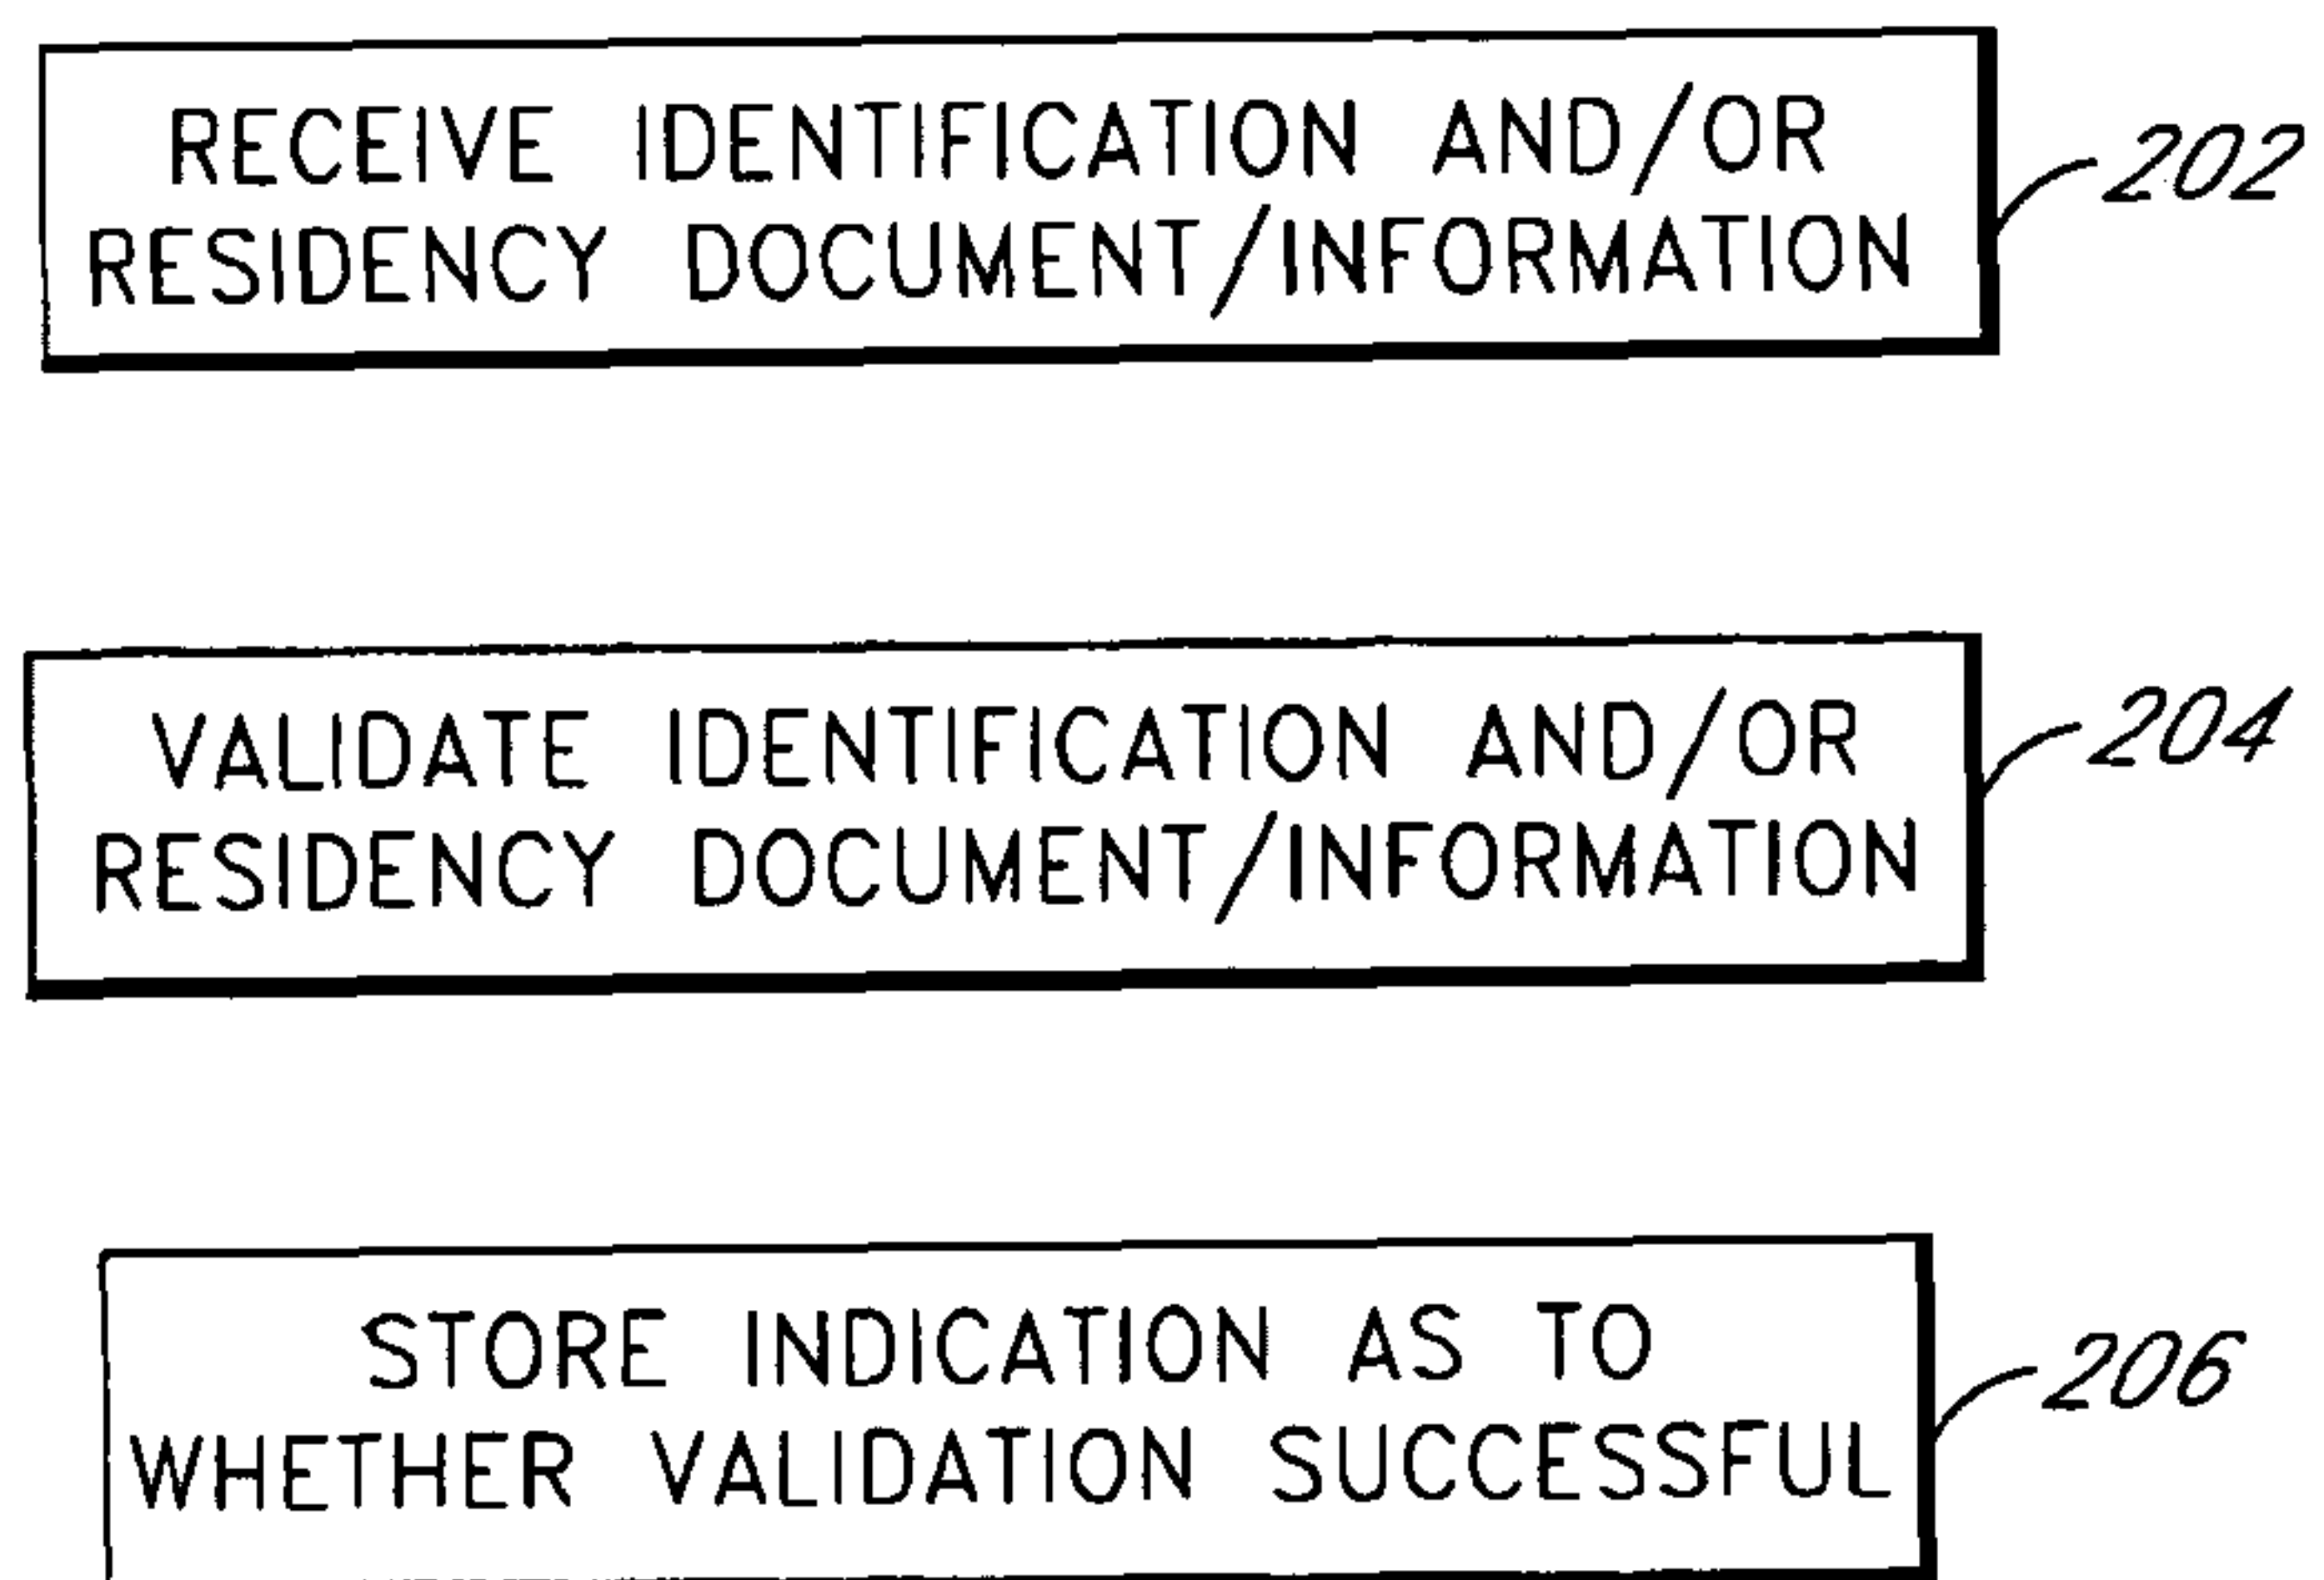 RECEIVE IDENTIFICATION AND/OR
RESIDENCY DOCUMENT/INFORMATION
202
VALIDATE IDENTIFICATION AND/OR
RESIDENCY DOCUMENT/INFORMATION
204
STORE INDICATION AS TO
WHETHER VALIDATION SUCCESSFUL
206